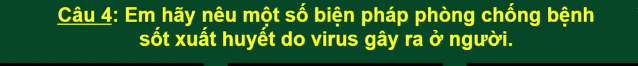 Câu 4: Em hãy nêu một số biện pháp phòng chống bệnh
sốt xuất huyết do virus gây ra ở người.